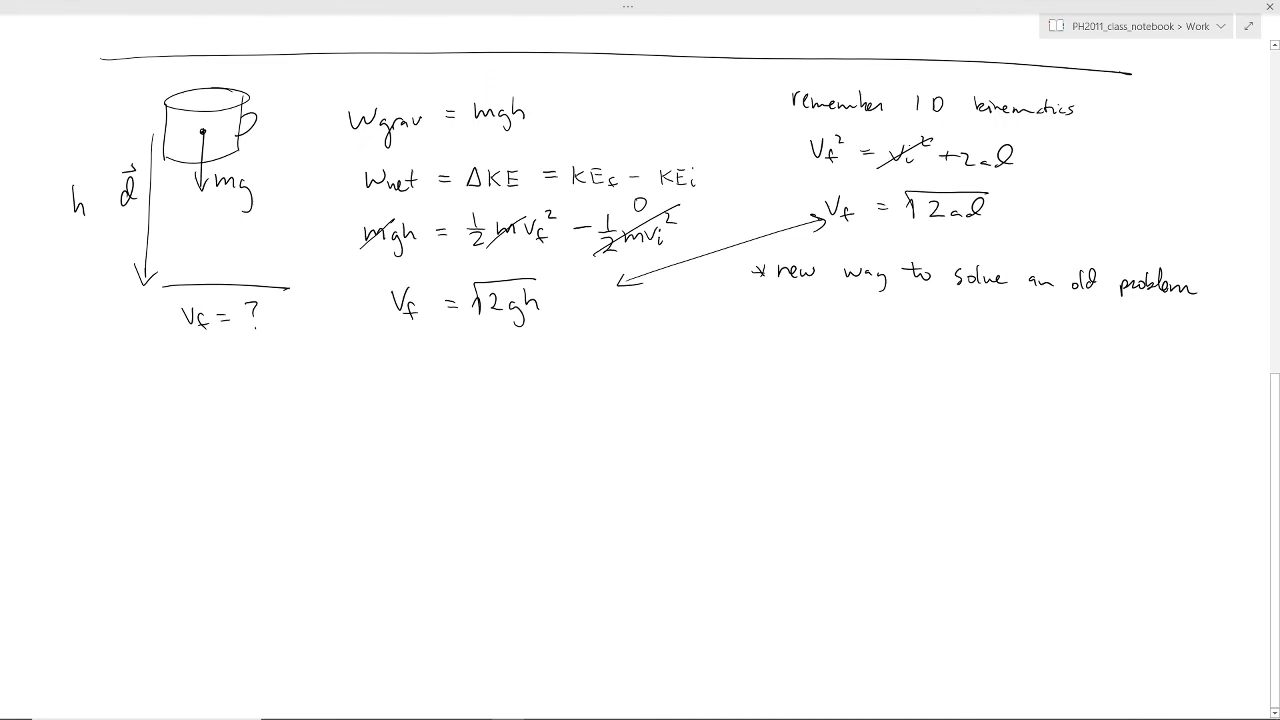 PH2011_class_notebook > Work
remember 1D kinematics
W_grav = mgh
V_f² = V_i² + 2ad
W_net = ΔKE = KE_f - KE_i
h
d⃗
mg
0
mgh = ½ mv_f² - ½ mv_i²
V_f = √2ad
* new way to solve an old problem
V_f = √2gh
V_f = ?